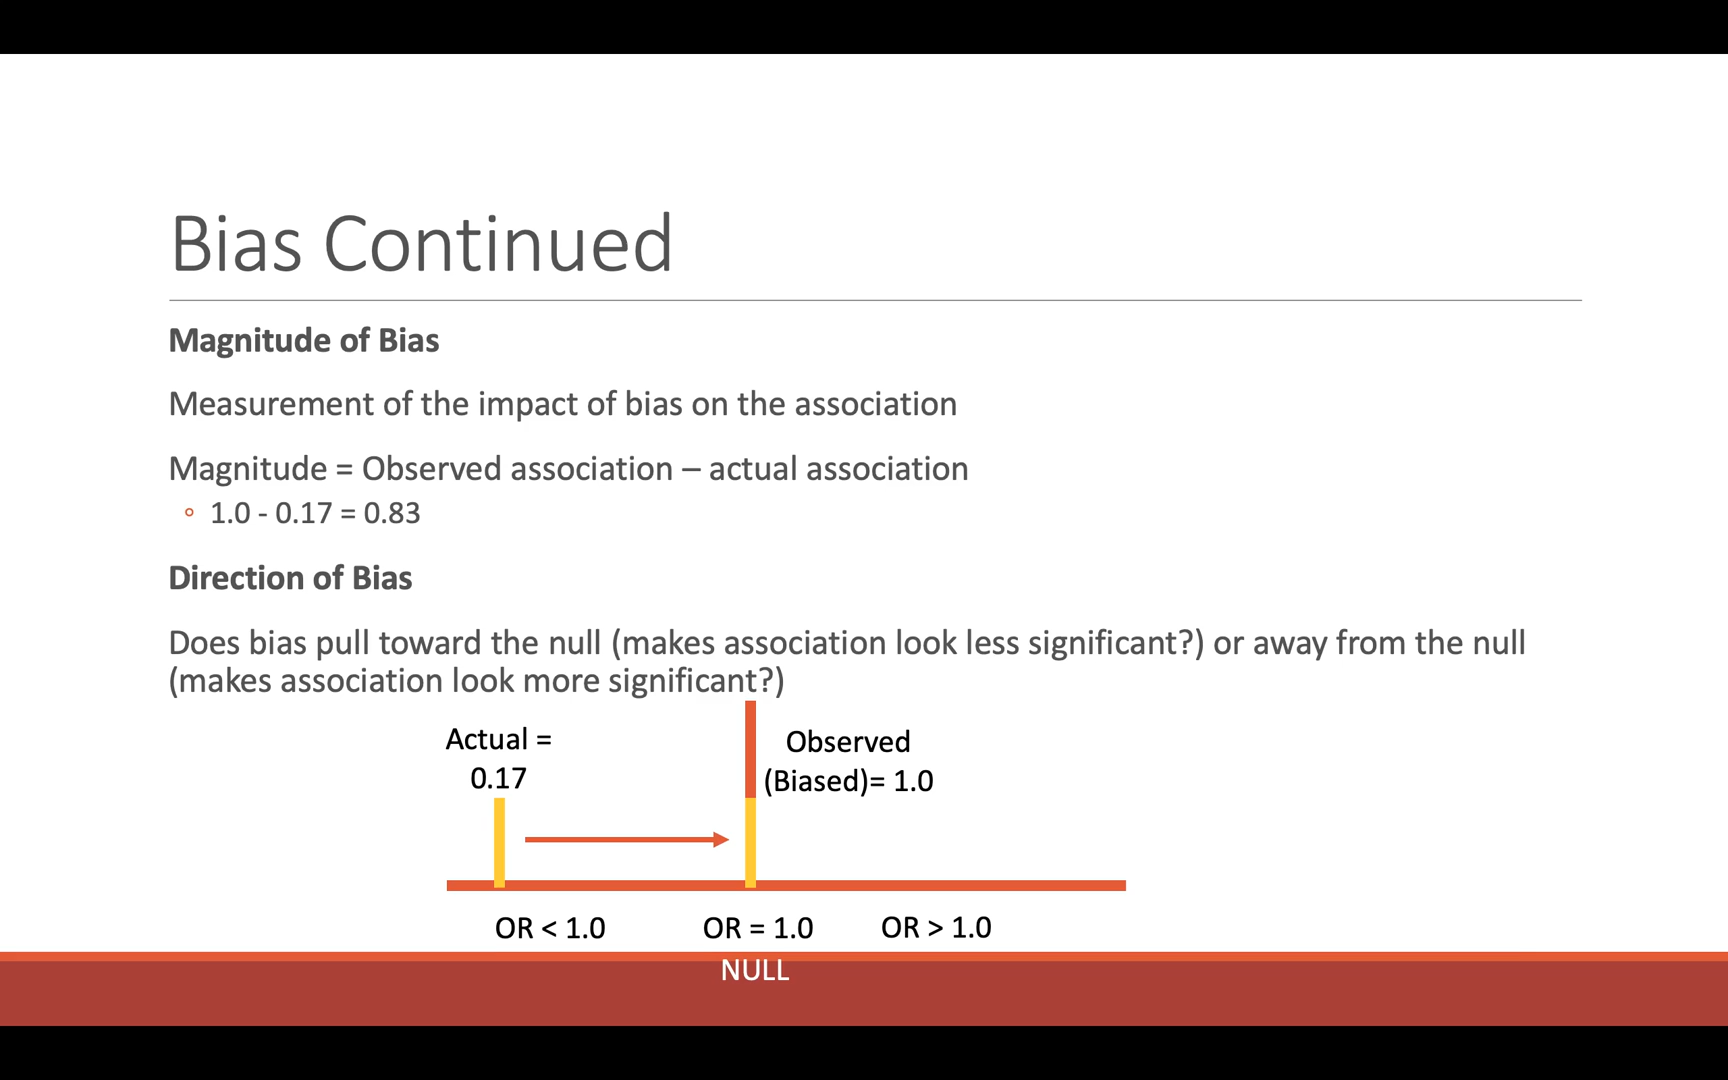 Bias Continued
Magnitude of Bias
Measurement of the impact of bias on the association
Magnitude = Observed association – actual association
◦ 1.0 - 0.17 = 0.83
Direction of Bias
Does bias pull toward the null (makes association look less significant?) or away from the null
(makes association look more significant?)
Actual =
0.17
Observed
(Biased)= 1.0
OR < 1.0
OR = 1.0
OR > 1.0
NULL